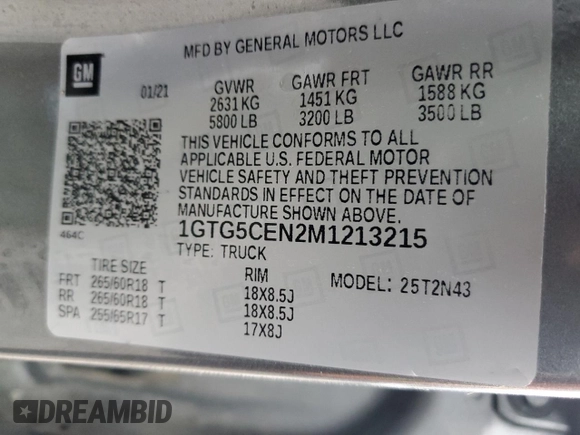 GM
MFD BY GENERAL MOTORS LLC
01/21
GVWR
2631 KG
5800 LB
GAWR FRT
1451 KG
3200 LB
GAWR RR
1588 KG
3500 LB
THIS VEHICLE CONFORMS TO ALL
APPLICABLE U.S. FEDERAL MOTOR
VEHICLE SAFETY AND THEFT PREVENTION
STANDARDS IN EFFECT ON THE DATE OF
MANUFACTURE SHOWN ABOVE.
464C
1GTG5CEN2M1213215
TYPE: TRUCK
TIRE SIZE
RIM
MODEL: 25T2N43
FRT 265/60R18 T 18X8.5J
RR 265/60R18 T 18X8.5J
SPA 255/65R17 T 17X8J
DREAMBID